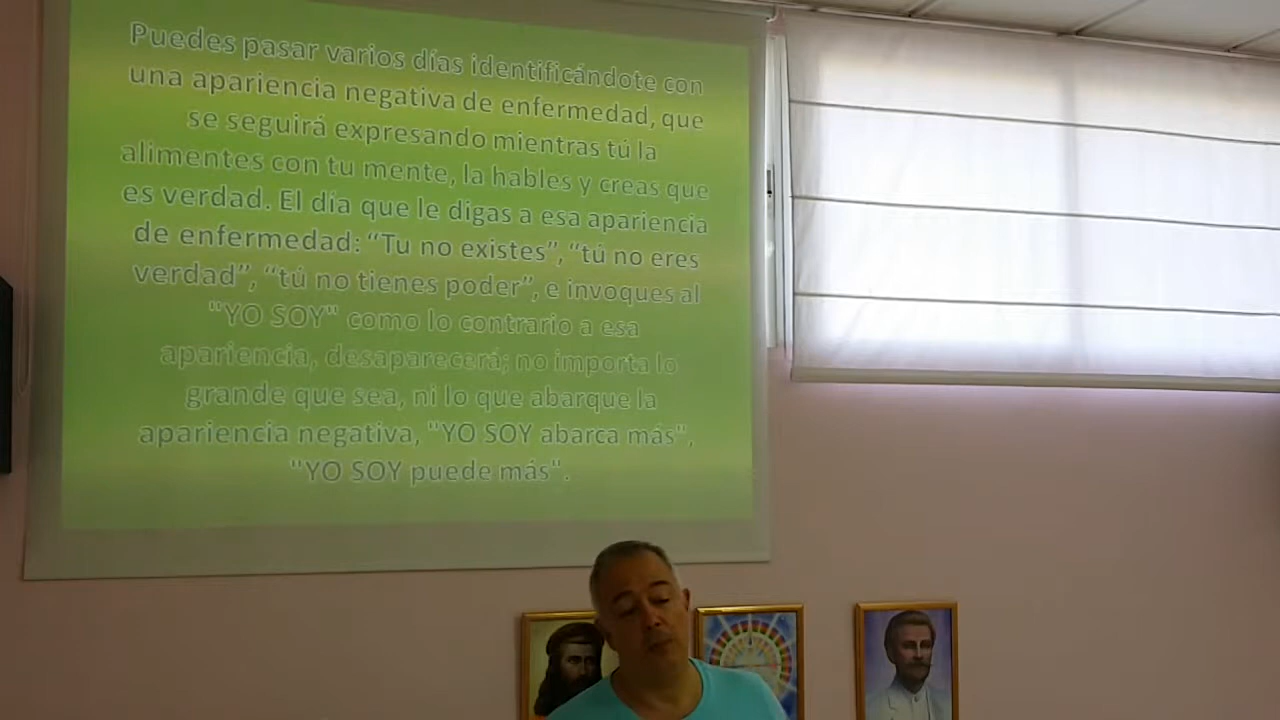 Puedes pasar varios días identificándote con
una apariencia negativa de enfermedad, que
se seguirá expresando mientras tú la
alimentes con tu mente, la hables y creas que
es verdad. El día que le digas a esa apariencia
de enfermedad: “Tu no existes”, “tú no eres
verdad”, “tú no tienes poder”, e invoques al
"YO SOY" como lo contrario a esa
apariencia, desaparecerá; no importa lo
grande que sea, ni lo que abarque la
apariencia negativa, "YO SOY abarca más",
"YO SOY puede más".